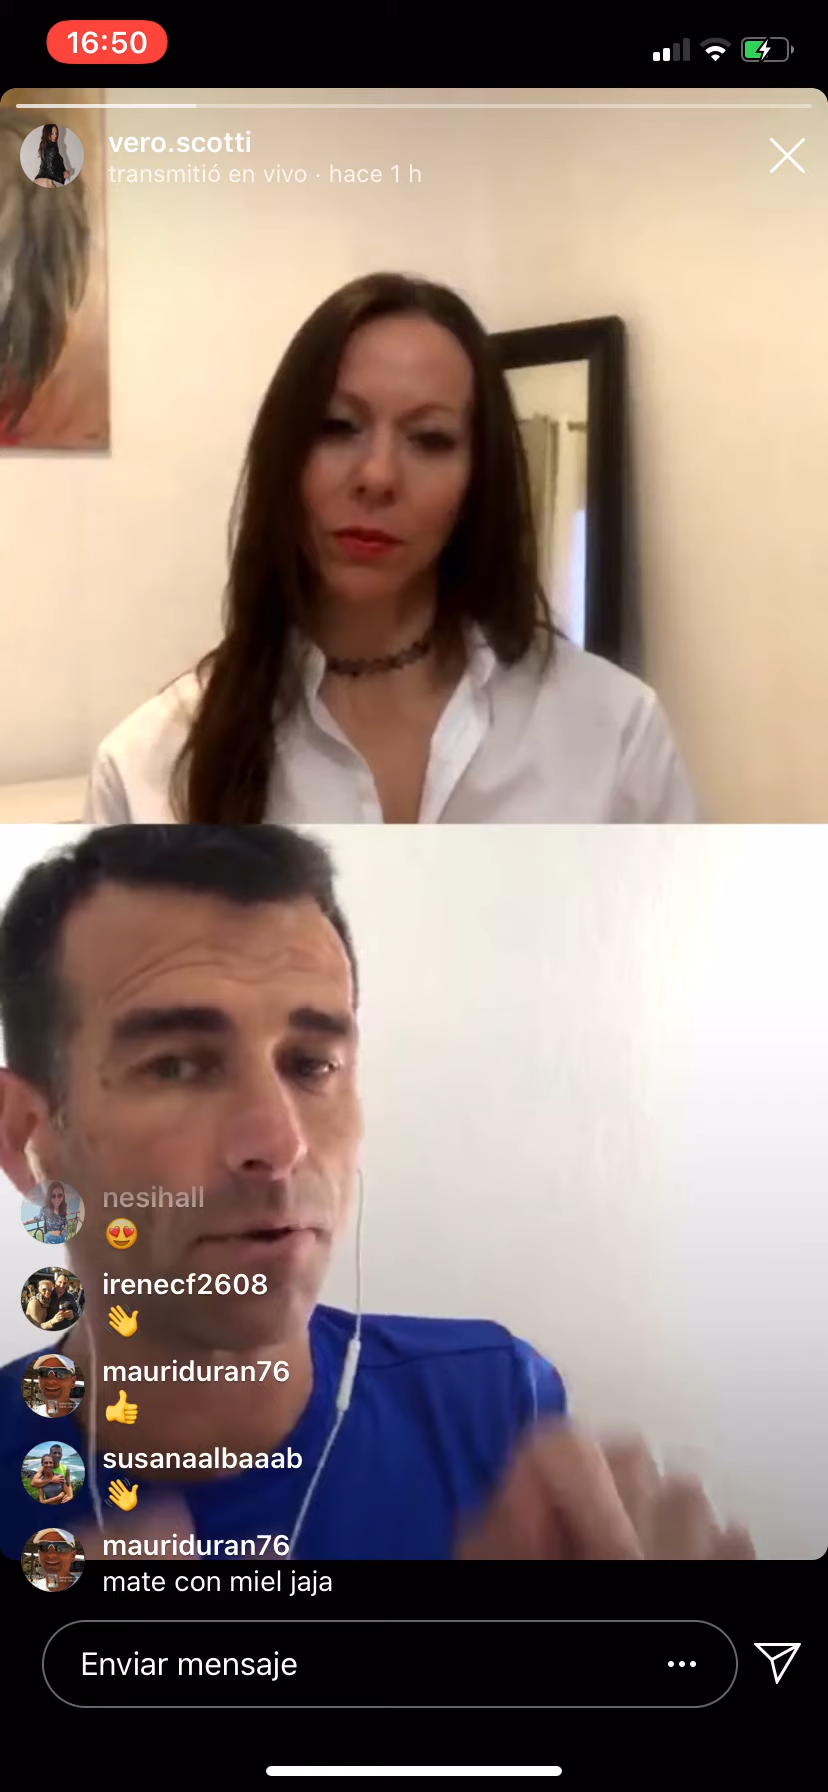 16:50
vero.scotti
transmitió en vivo · hace 1 h
nesihall
😍
irenecf2608
👋
mauriduran76
👍
susanaalbaaab
👋
mauriduran76
mate con miel jaja
Enviar mensaje